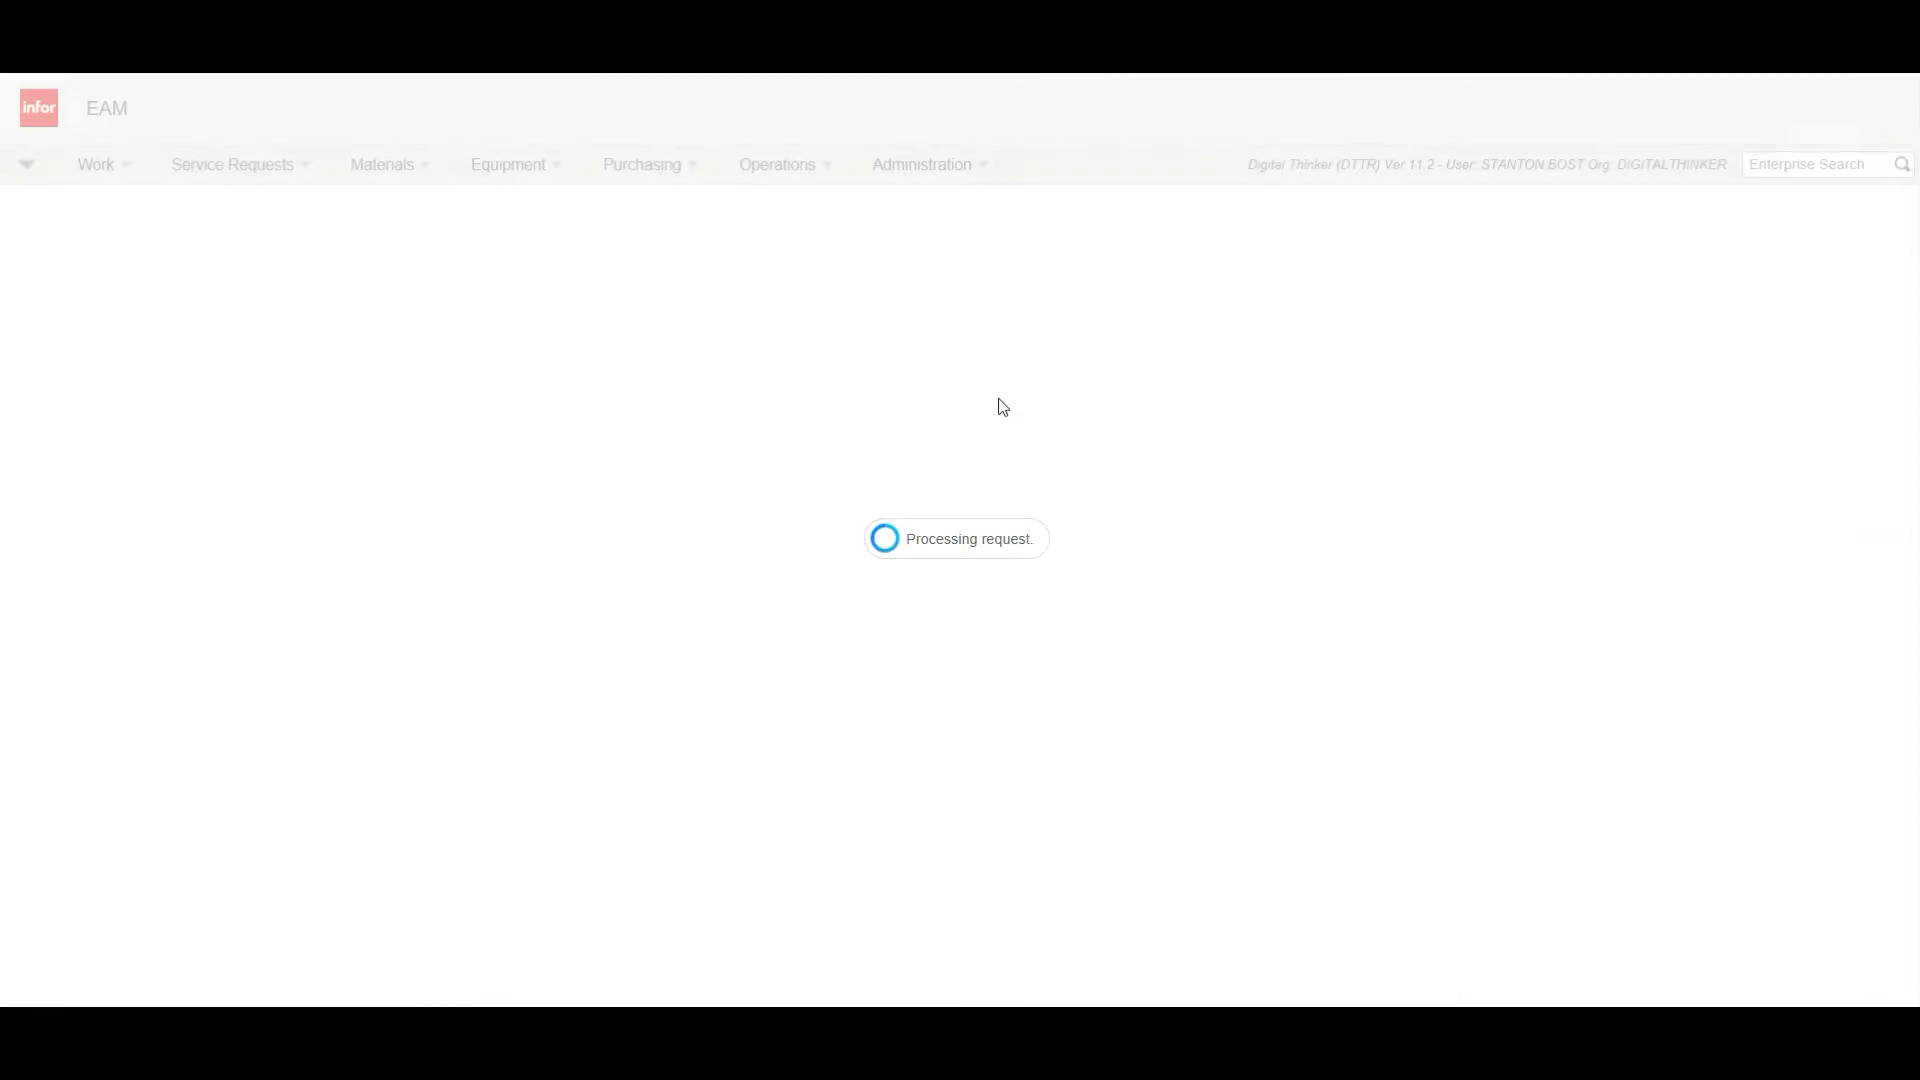 infor EAM
Work Service Requests Materials Equipment Purchasing Operations Administration Digital Thinker (DTTR) Ver 11.2 - User: STANTON.BOST Org: DIGITALTHINKER Enterprise Search
Processing request.